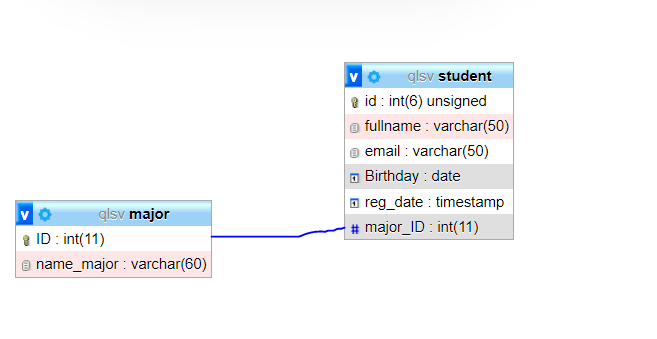 v qlsv student
id : int(6) unsigned
fullname : varchar(50)
email : varchar(50)
Birthday : date
reg_date : timestamp
# major_ID : int(11)
v qlsv major
ID : int(11)
name_major : varchar(60)